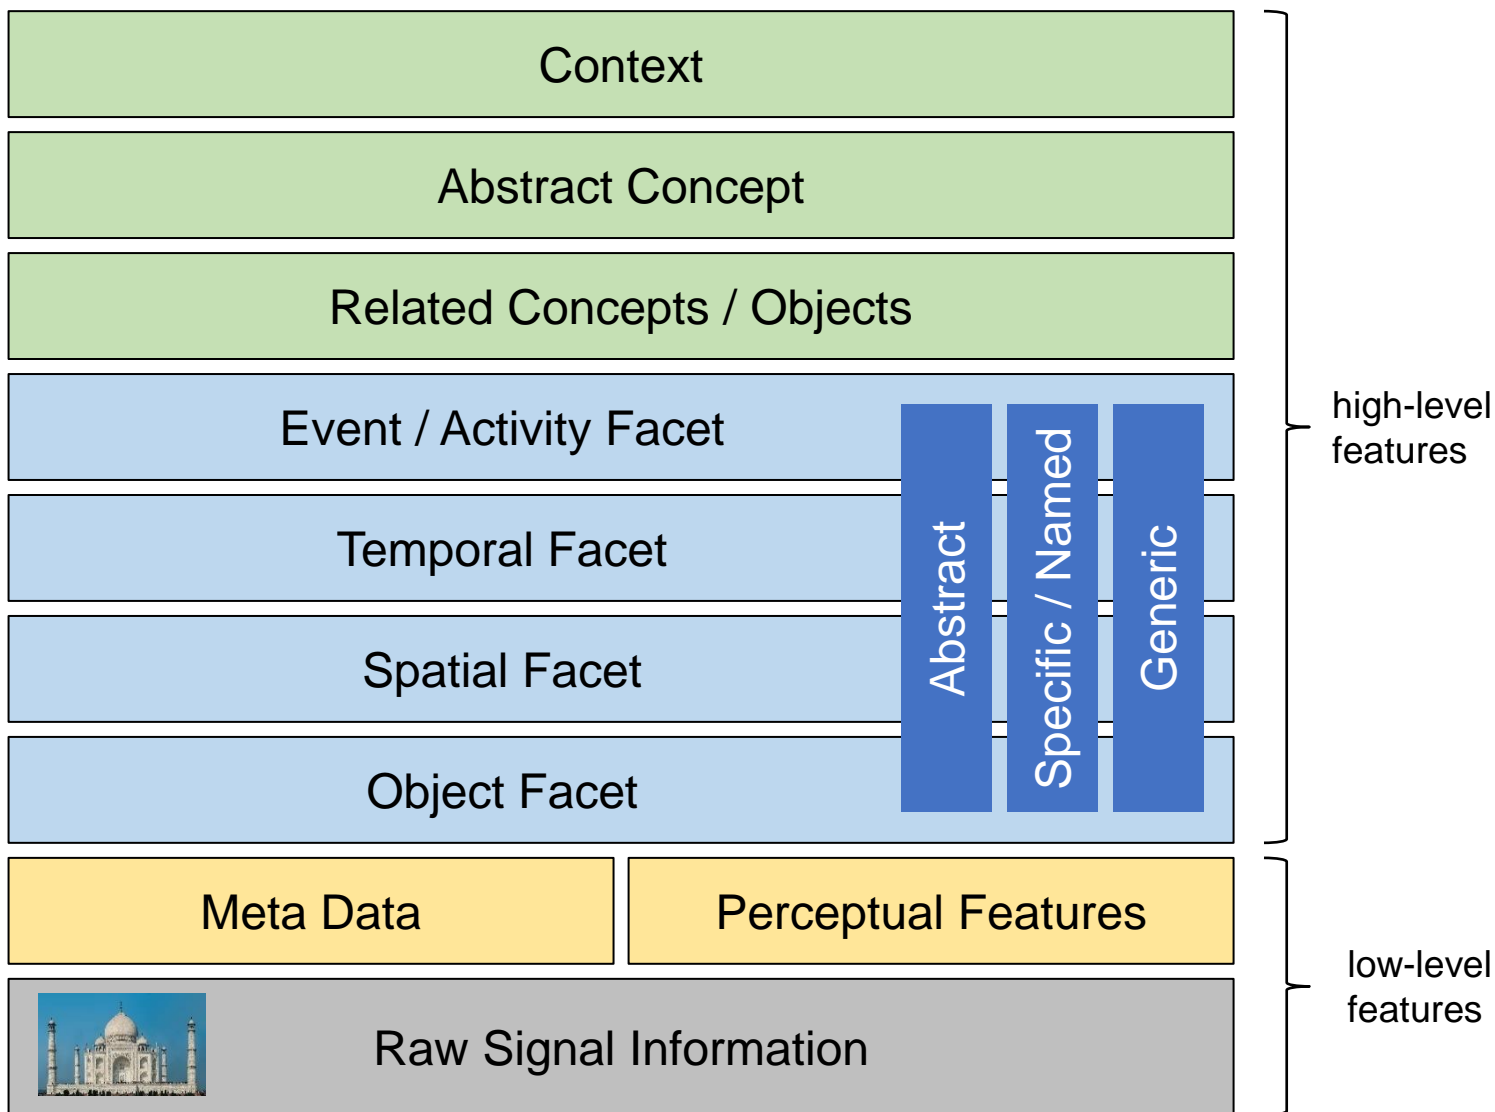 Context
Abstract Concept
Related Concepts / Objects
Event / Activity Facet
Temporal Facet
Spatial Facet
Object Facet
Abstract
Specific / Named
Generic
high-level
features
Meta Data
Perceptual Features
Raw Signal Information
low-level
features